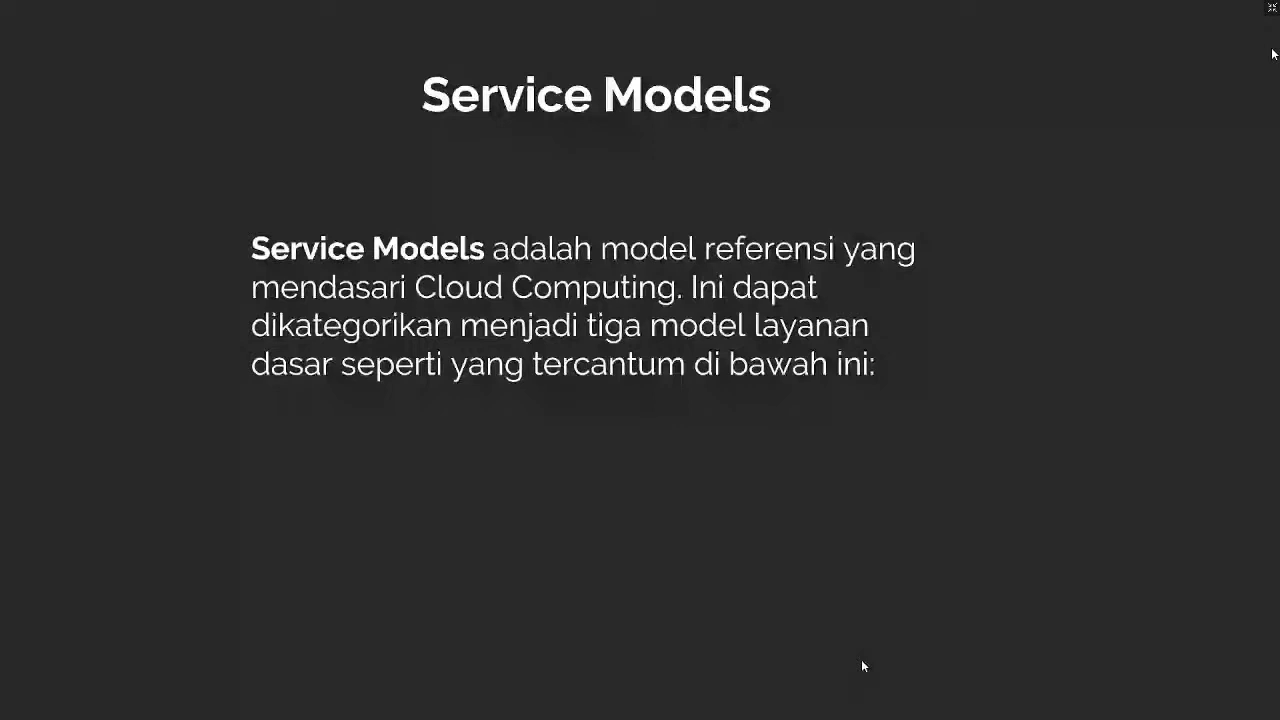 Service Models
Service Models adalah model referensi yang
mendasari Cloud Computing. Ini dapat
dikategorikan menjadi tiga model layanan
dasar seperti yang tercantum di bawah ini: